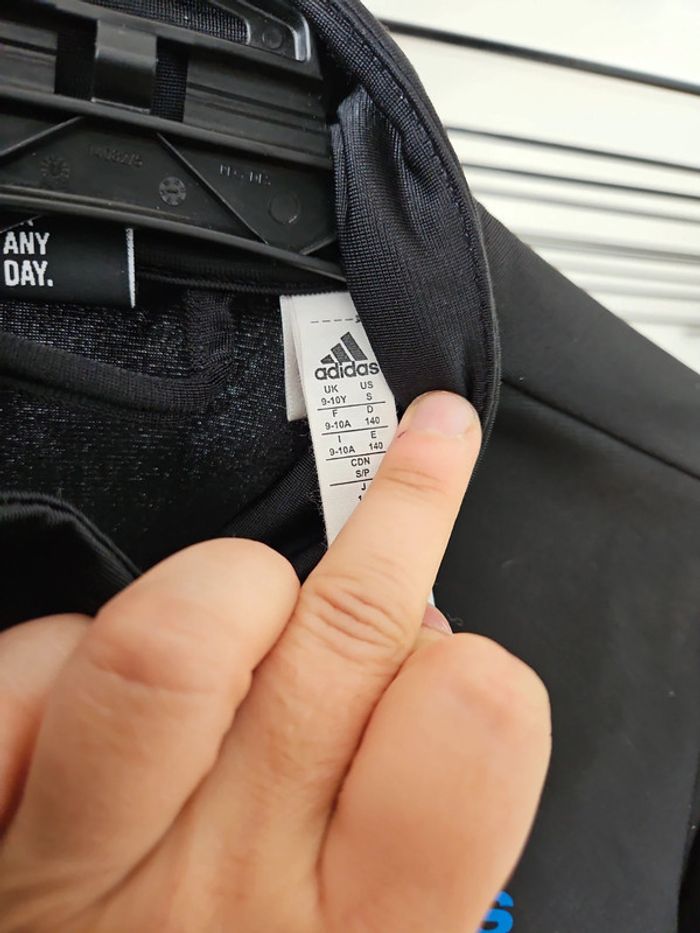 ANY
DAY.
adidas
UK US
9-10Y S
F D
9-10A 140
I E
9-10A 140
CDN
S/P
J